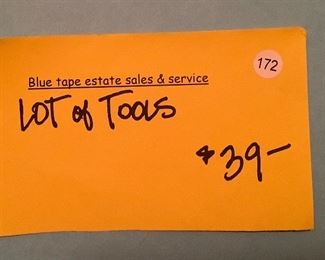 172
Blue tape estate sales & service
LOT of TOOLS
$39-